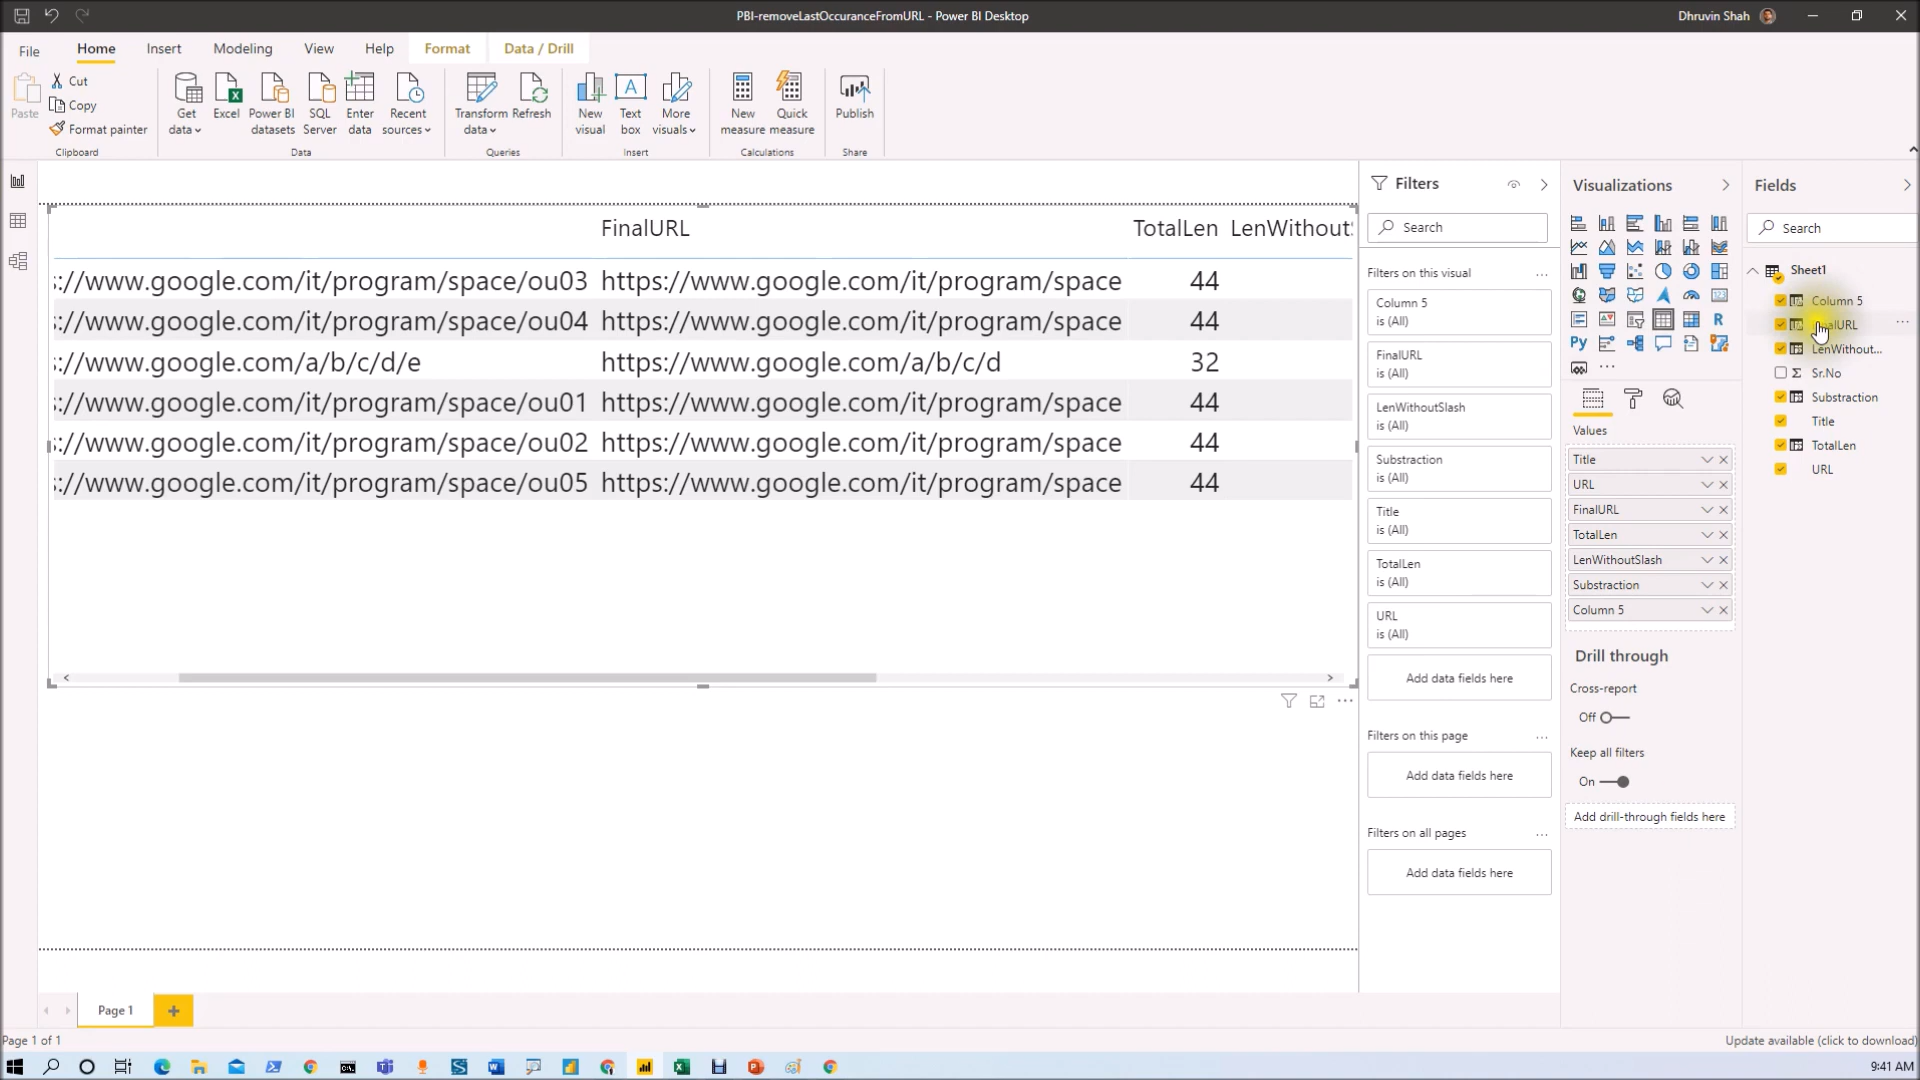 PBI-removeLastOccuranceFromURL - Power BI Desktop
Dhruvin Shah
File
Home
Insert
Modeling
View
Help
Format
Data / Drill
Paste
Cut
Copy
Format painter
Clipboard
Get data
Excel
Power BI datasets
SQL Server
Enter data
Recent sources
Data
Transform data
Refresh
Queries
New visual
Text box
More visuals
Insert
New measure
Quick measure
Calculations
Publish
Share
FinalURL TotalLen LenWithoutS
s://www.google.com/it/program/space/ou03 https://www.google.com/it/program/space 44
s://www.google.com/it/program/space/ou04 https://www.google.com/it/program/space 44
s://www.google.com/a/b/c/d/e https://www.google.com/a/b/c/d 32
s://www.google.com/it/program/space/ou01 https://www.google.com/it/program/space 44
s://www.google.com/it/program/space/ou02 https://www.google.com/it/program/space 44
s://www.google.com/it/program/space/ou05 https://www.google.com/it/program/space 44
Filters
Search
Filters on this visual
Column 5
is (All)
FinalURL
is (All)
LenWithoutSlash
is (All)
Substraction
is (All)
Title
is (All)
TotalLen
is (All)
URL
is (All)
Add data fields here
Filters on this page
Add data fields here
Filters on all pages
Add data fields here
Visualizations
R
Py
Values
Title
URL
FinalURL
TotalLen
LenWithoutSlash
Substraction
Column 5
Drill through
Cross-report
Off
Keep all filters
On
Add drill-through fields here
Fields
Search
Sheet1
Column 5
FinalURL
LenWithout...
Sr.No
Substraction
Title
TotalLen
URL
Page 1
Page 1 of 1
Update available (click to download)
9:41 AM